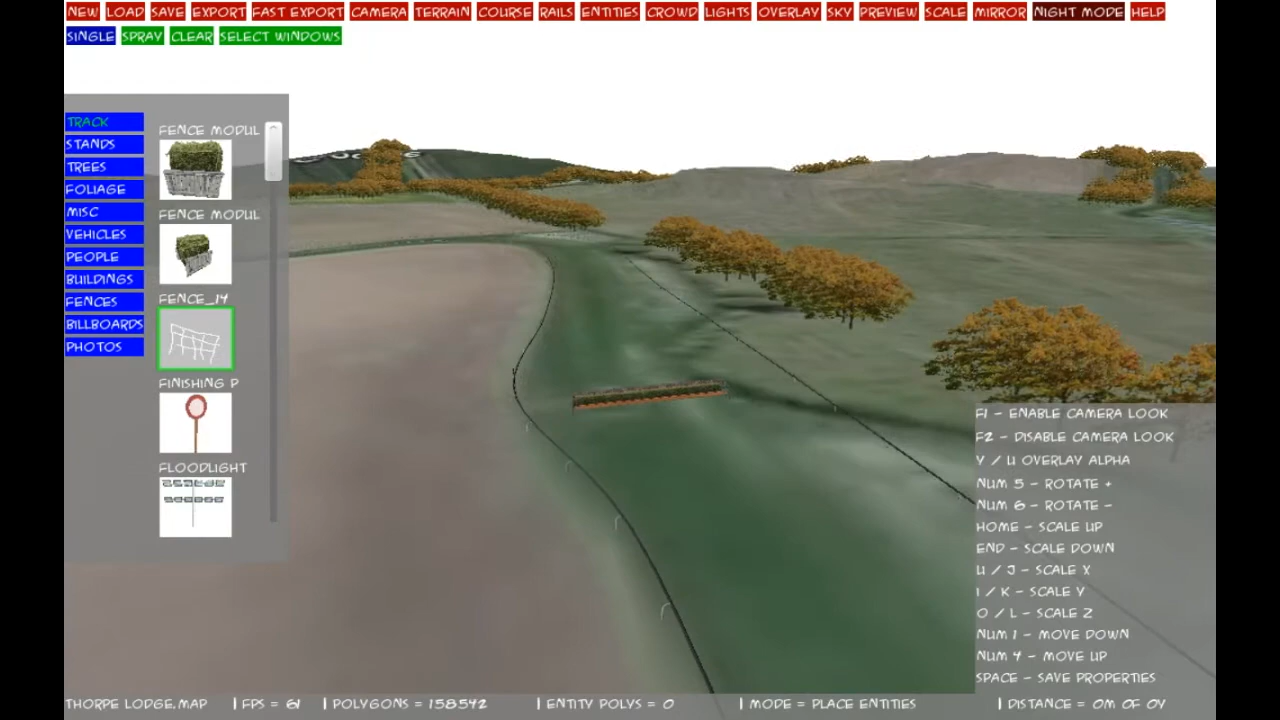 NEW LOAD SAVE EXPORT FAST EXPORT CAMERA TERRAIN COURSE RAILS ENTITIES CROWD LIGHTS OVERLAY SKY PREVIEW SCALE MIRROR NIGHT MODE HELP
SINGLE SPRAY CLEAR SELECT WINDOWS
TRACK
STANDS
TREES
FOLIAGE
MISC
VEHICLES
PEOPLE
BUILDINGS
FENCES
BILLBOARDS
PHOTOS
FENCE MODUL
FENCE MODUL
FENCE_14
FINISHING P
FLOODLIGHT
F1 - ENABLE CAMERA LOOK
F2 - DISABLE CAMERA LOOK
Y / U OVERLAY ALPHA
NUM 5 - ROTATE +
NUM 6 - ROTATE -
HOME - SCALE UP
END - SCALE DOWN
U / J - SCALE X
I / K - SCALE Y
O / L - SCALE Z
NUM 1 - MOVE DOWN
NUM 4 - MOVE UP
SPACE - SAVE PROPERTIES
THORPE LODGE.MAP | FPS = 61 | POLYGONS = 158542 | ENTITY POLYS = 0 | MODE = PLACE ENTITIES | DISTANCE = 0M 0F 0Y